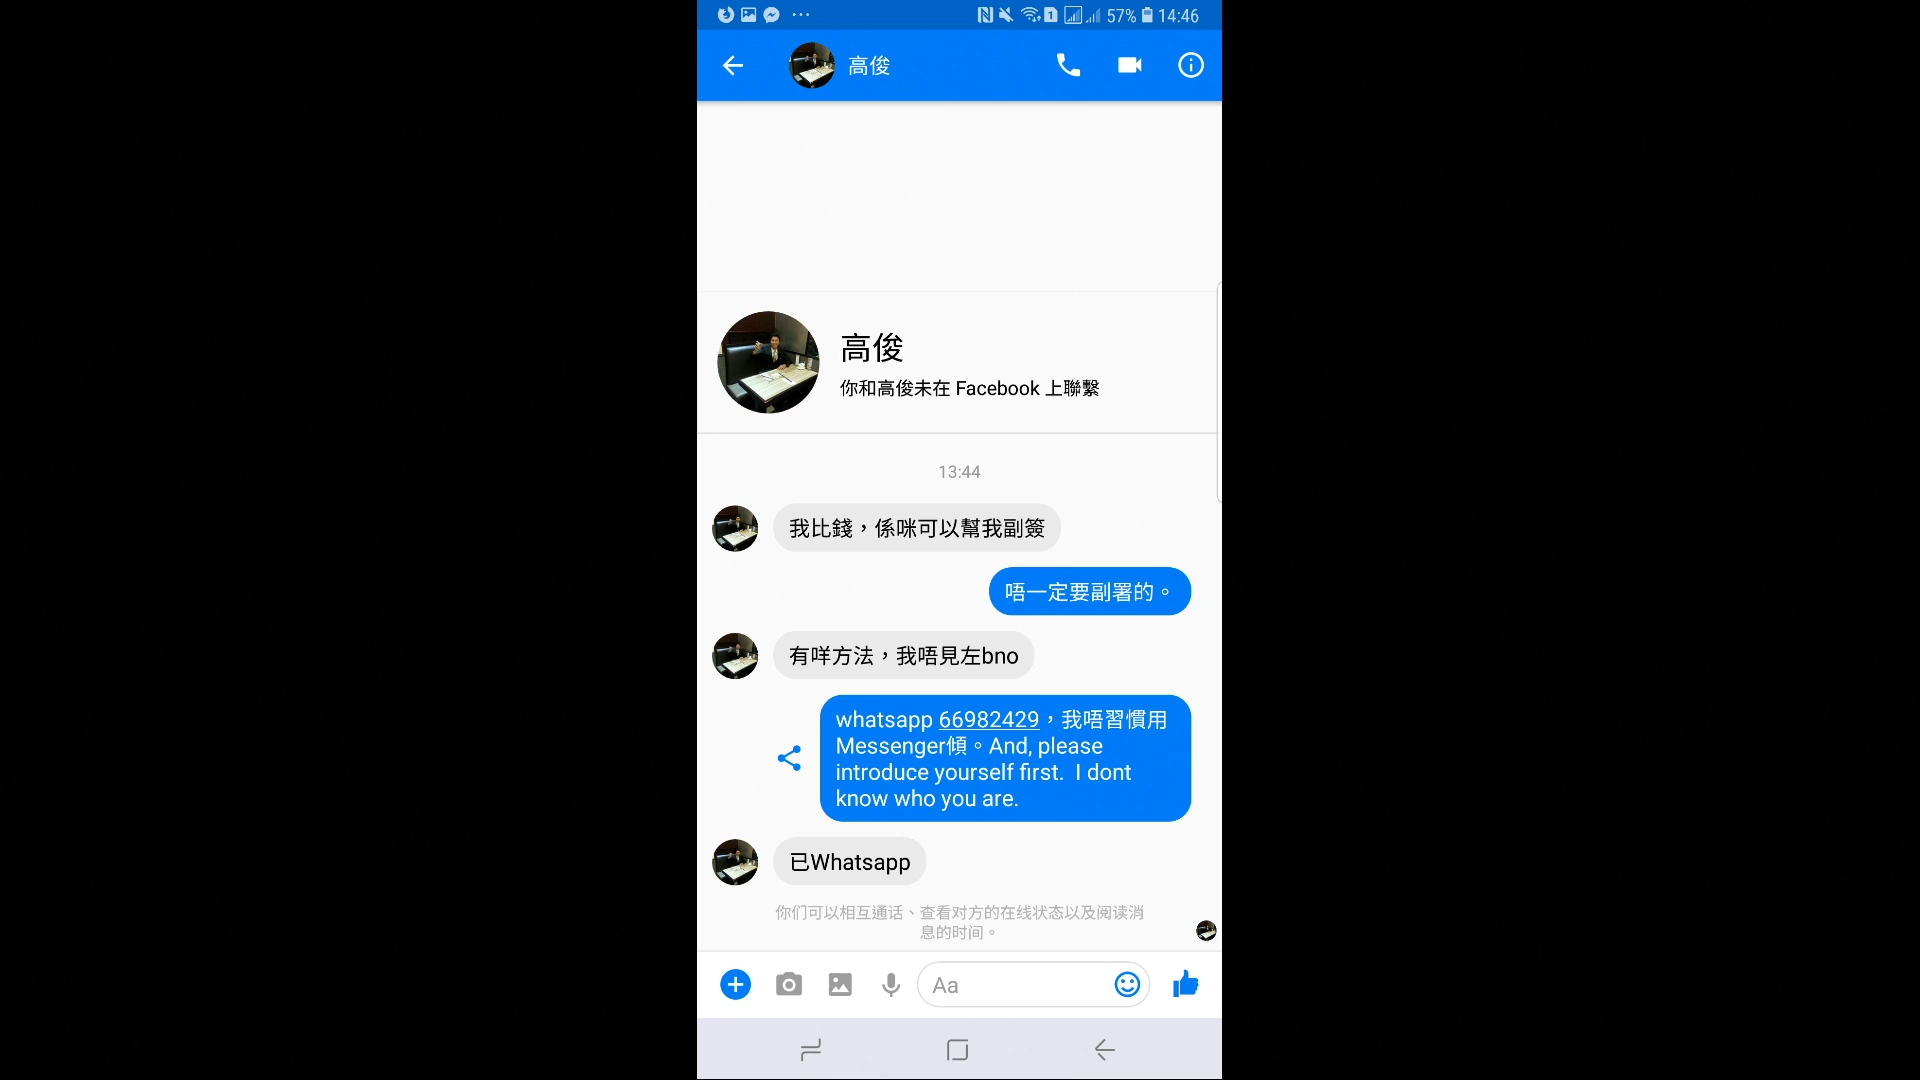 57% 14:46
高俊
高俊
你和高俊未在 Facebook 上聯繫
13:44
我比錢，係咪可以幫我副簽
唔一定要副署的。
有咩方法，我唔見左bno
whatsapp 66982429，我唔習慣用
Messenger傾。And, please
introduce yourself first.  I dont
know who you are.
已Whatsapp
你们可以相互通话、查看对方的在线状态以及阅读消
息的时间。
Aa